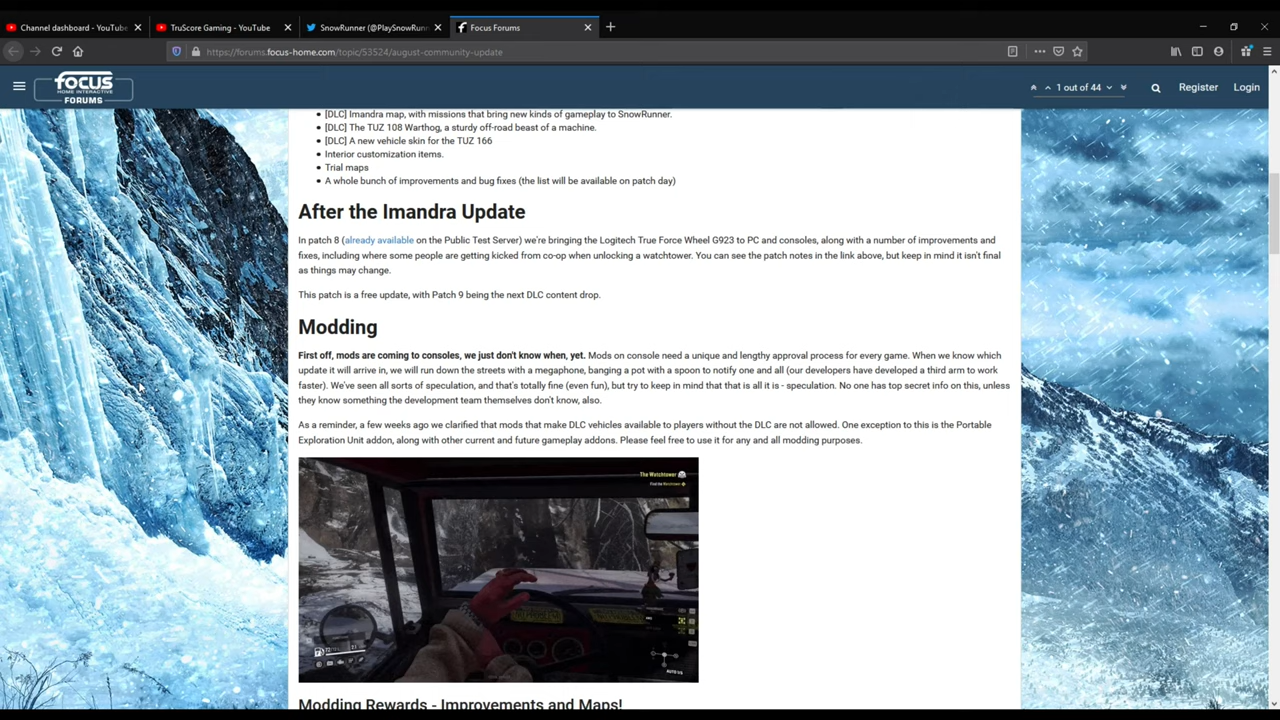 Channel dashboard - YouTube
TruScore Gaming - YouTube
SnowRunner (@PlaySnowRunn
Focus Forums
https://forums.focus-home.com/topic/53524/august-community-update
focus
HOME INTERACTIVE
FORUMS
1 out of 44
Register
Login
• [DLC] Imandra map, with missions that bring new kinds of gameplay to SnowRunner.
• [DLC] The TUZ 108 Warthog, a sturdy off-road beast of a machine.
• [DLC] A new vehicle skin for the TUZ 166
• Interior customization items.
• Trial maps
• A whole bunch of improvements and bug fixes (the list will be available on patch day)
After the Imandra Update
In patch 8 (already available on the Public Test Server) we're bringing the Logitech True Force Wheel G923 to PC and consoles, along with a number of improvements and
fixes, including where some people are getting kicked from co-op when unlocking a watchtower. You can see the patch notes in the link above, but keep in mind it isn't final
as things may change.
This patch is a free update, with Patch 9 being the next DLC content drop.
Modding
First off, mods are coming to consoles, we just don't know when, yet. Mods on console need a unique and lengthy approval process for every game. When we know which
update it will arrive in, we will run down the streets with a megaphone, banging a pot with a spoon to notify one and all (our developers have developed a third arm to work
faster). We've seen all sorts of speculation, and that's totally fine (even fun), but try to keep in mind that that is all it is - speculation. No one has top secret info on this, unless
they know something the development team themselves don't know, also.
As a reminder, a few weeks ago we clarified that mods that make DLC vehicles available to players without the DLC are not allowed. One exception to this is the Portable
Exploration Unit addon, along with other current and future gameplay addons. Please feel free to use it for any and all modding purposes.
The Watchtower
Find the Watchtower
AUTO US
Modding Rewards - Improvements and Maps!